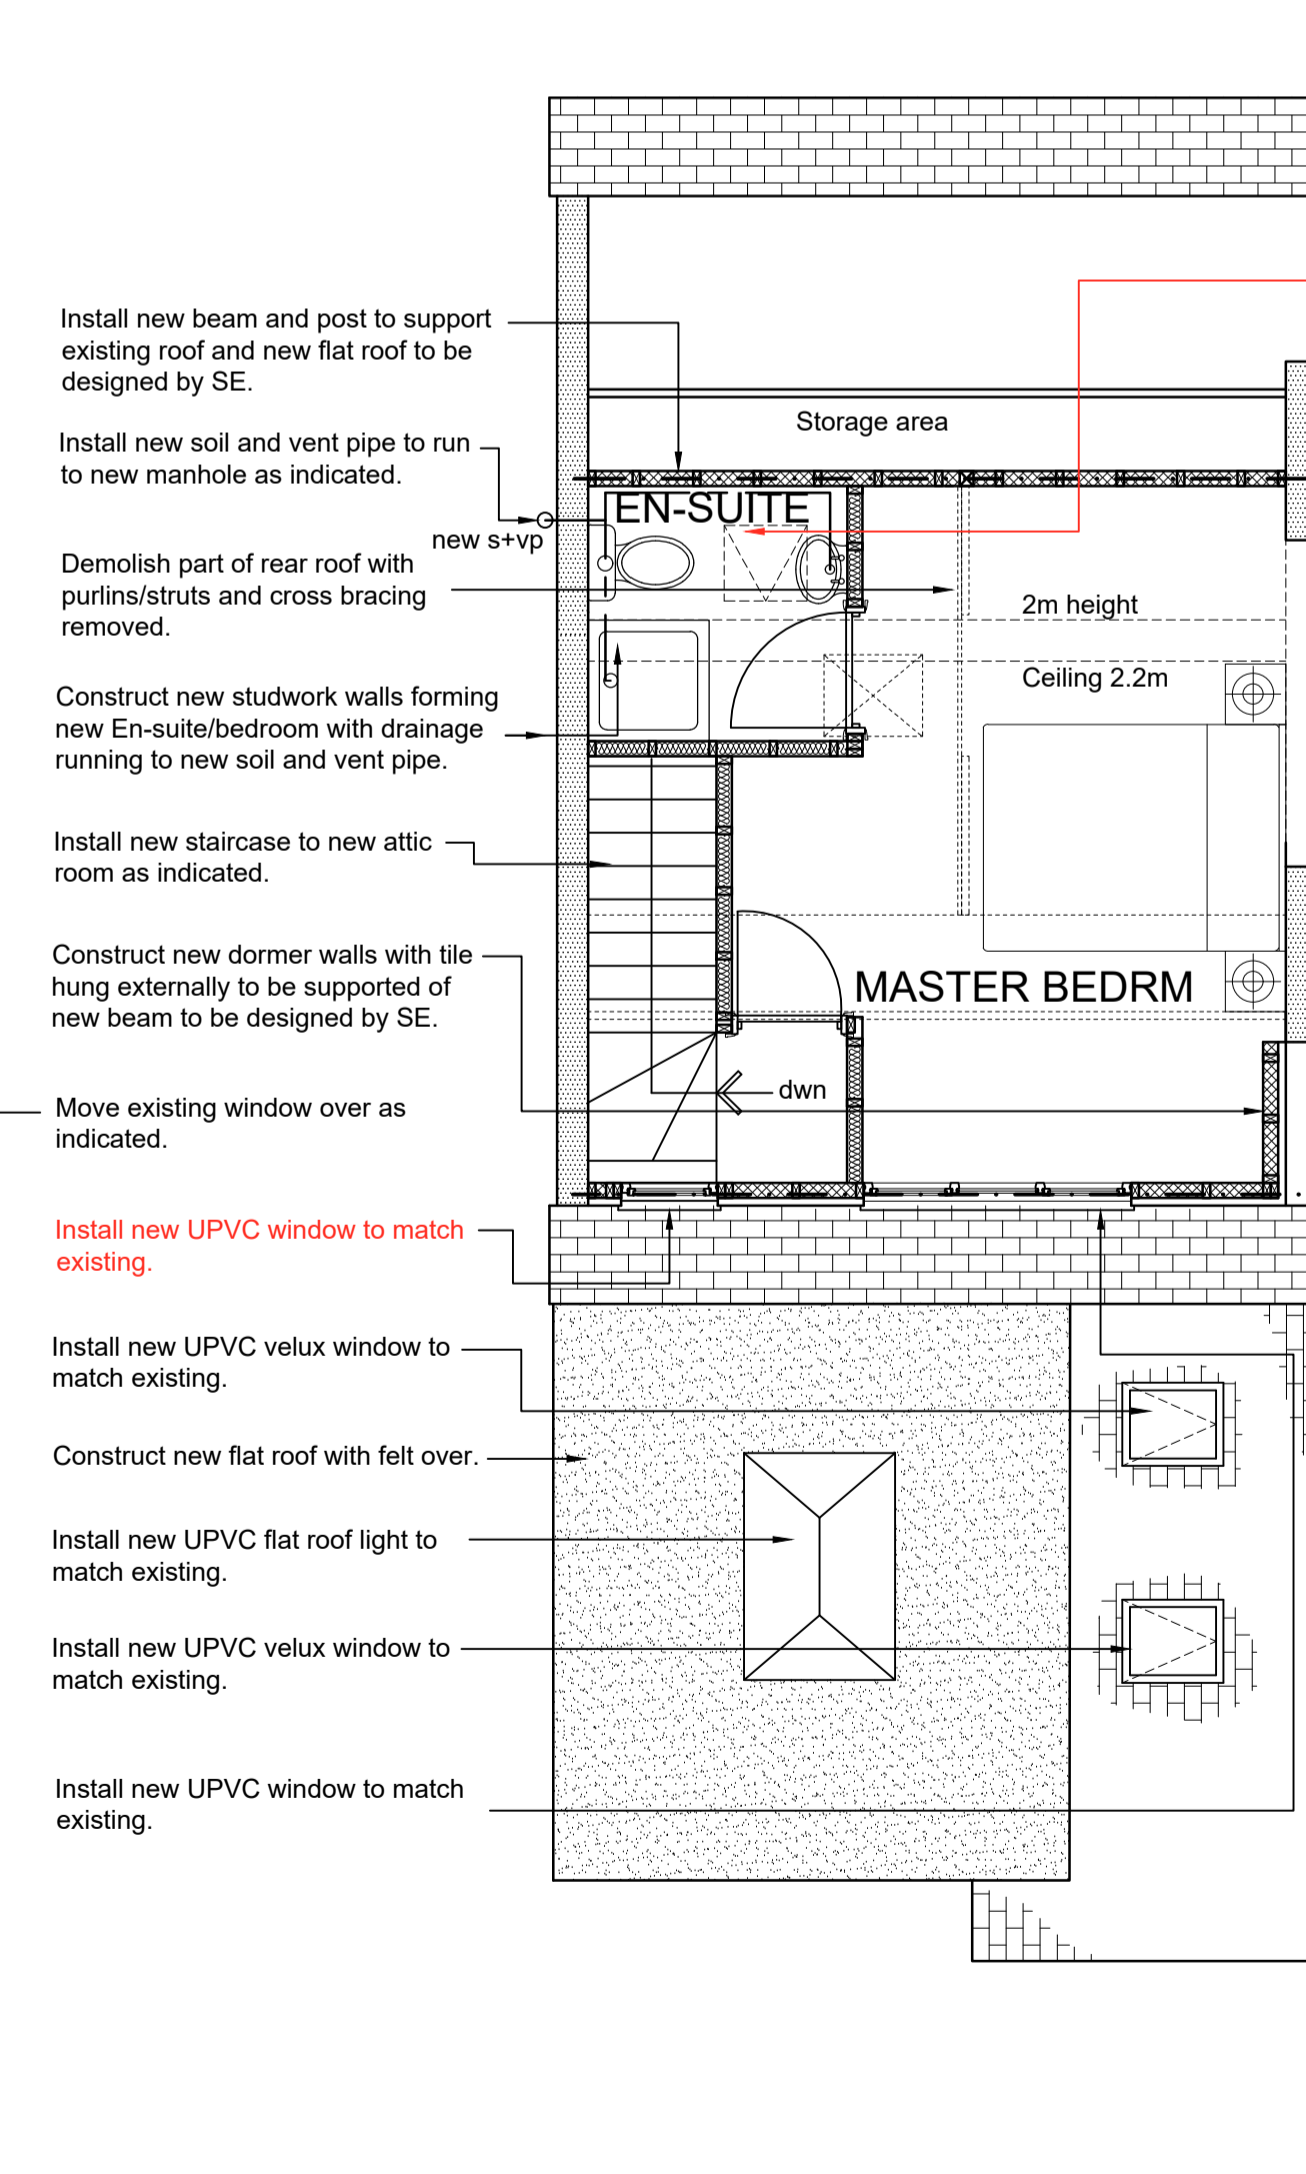 Install new beam and post to support
existing roof and new flat roof to be
designed by SE.
Storage area
Install new soil and vent pipe to run
to new manhole as indicated.
EN-SUITE
new s+vp
Demolish part of rear roof with
purlins/struts and cross bracing
removed.
2m height
Ceiling 2.2m
Construct new studwork walls forming
new En-suite/bedroom with drainage
running to new soil and vent pipe.
Install new staircase to new attic
room as indicated.
Construct new dormer walls with tile
hung externally to be supported of
new beam to be designed by SE.
MASTER BEDRM
dwn
Move existing window over as
indicated.
Install new UPVC window to match
existing.
Install new UPVC velux window to
match existing.
Construct new flat roof with felt over.
Install new UPVC flat roof light to
match existing.
Install new UPVC velux window to
match existing.
Install new UPVC window to match
existing.